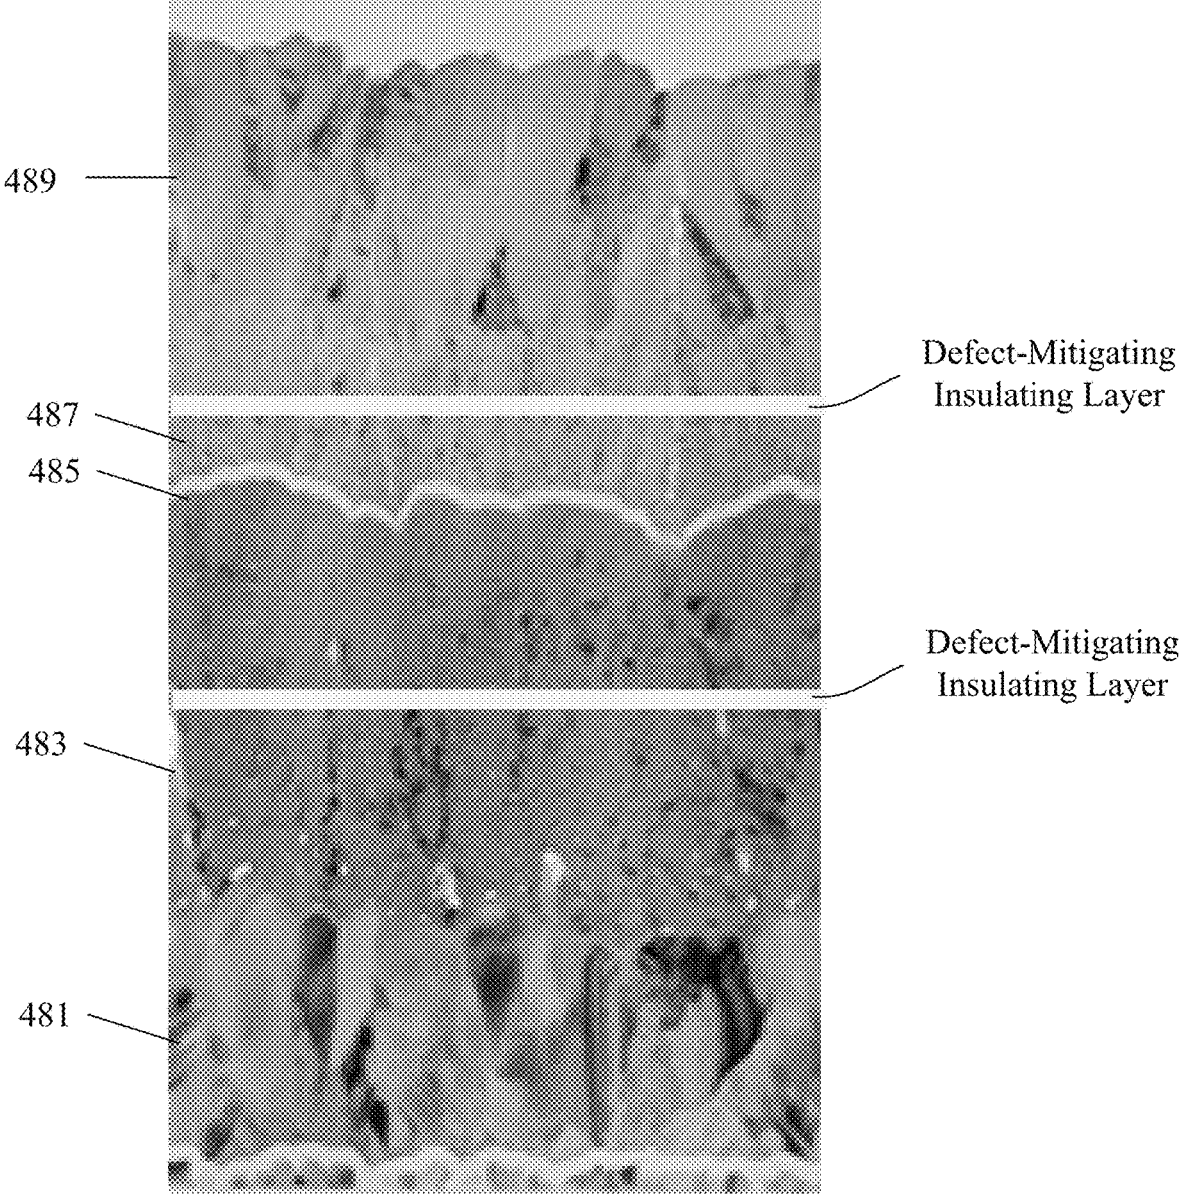 489
Defect-Mitigating
Insulating Layer
487
485
Defect-Mitigating
Insulating Layer
483
481